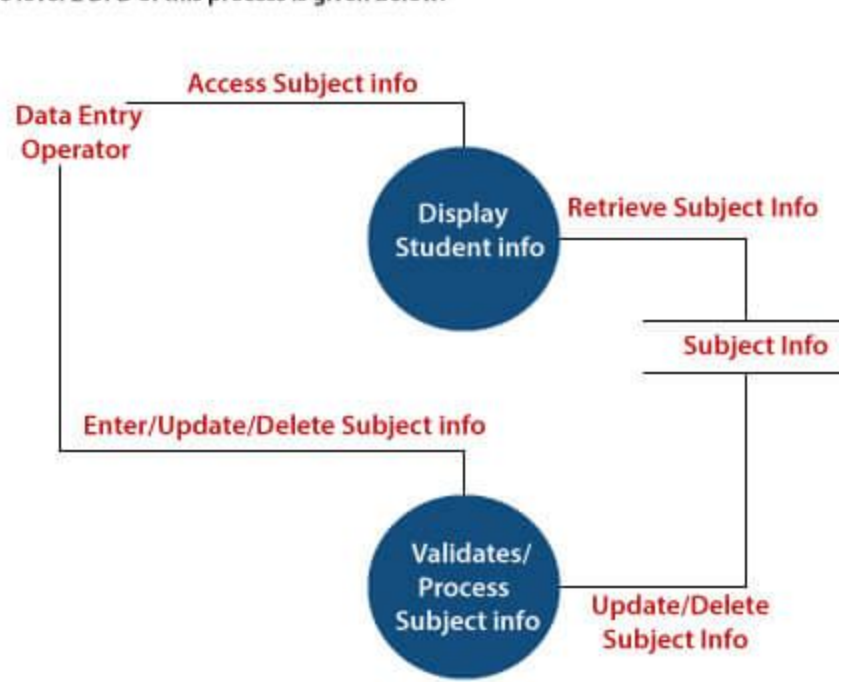 Access Subject info
Data Entry
Operator
Display
Student info
Retrieve Subject Info
Subject Info
Enter/Update/Delete Subject info
Validates/
Process
Subject info
Update/Delete
Subject Info